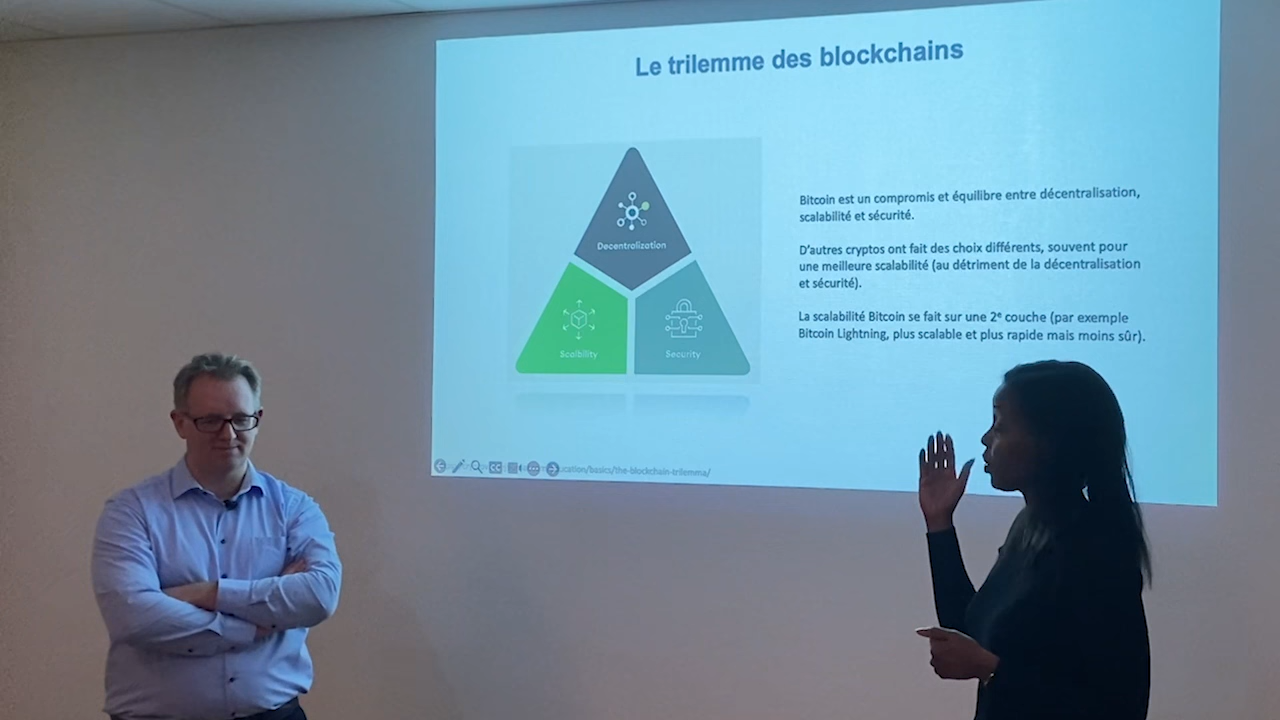 Le trilemme des blockchains
Decentralization
Scalbility
Security
Bitcoin est un compromis et équilibre entre décentralisation,
scalabilité et sécurité.
D'autres cryptos ont fait des choix différents, souvent pour
une meilleure scalabilité (au détriment de la décentralisation
et sécurité).
La scalabilité Bitcoin se fait sur une 2e couche (par exemple
Bitcoin Lightning, plus scalable et plus rapide mais moins sûr).
CC
ucation/basics/the-blockchain-trilemma/